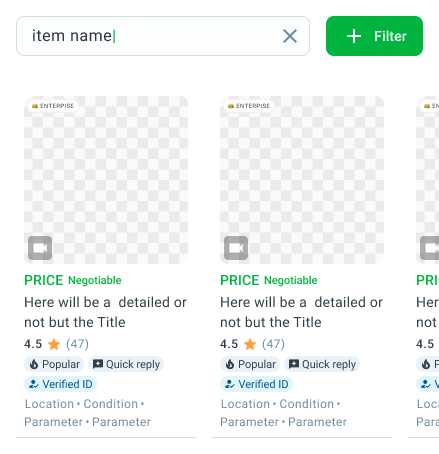 item name
Filter
ENTERPISE
ENTERPISE
PRICE Negotiable
Here will be a detailed or
not but the Title
4.5 (47)
Popular Quick reply
Verified ID
Location • Condition •
Parameter • Parameter
PRICE Negotiable
Here will be a detailed or
not but the Title
4.5 (47)
Popular Quick reply
Verified ID
Location • Condition •
Parameter • Parameter
4.5